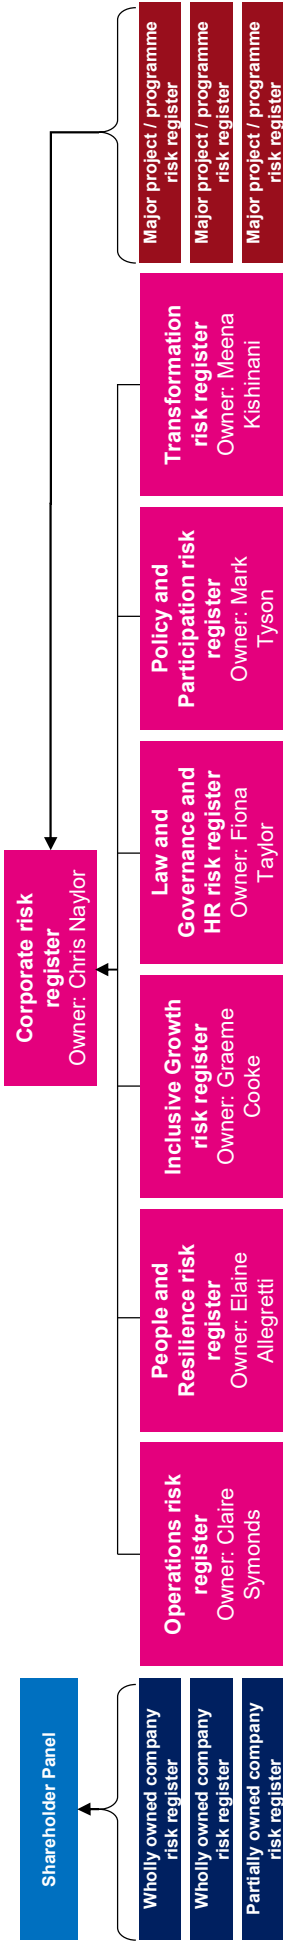 Shareholder Panel
Corporate risk
register
Owner: Chris Naylor
Wholly owned company
risk register
Wholly owned company
risk register
Partially owned company
risk register
Operations risk
register
Owner: Claire
Symonds
People and
Resilience risk
register
Owner: Elaine
Allegretti
Inclusive Growth
risk register
Owner: Graeme
Cooke
Law and
Governance and
HR risk register
Owner: Fiona
Taylor
Policy and
Participation risk
register
Owner: Mark
Tyson
Transformation
risk register
Owner: Meena
Kishinani
Major project / programme
risk register
Major project / programme
risk register
Major project / programme
risk register